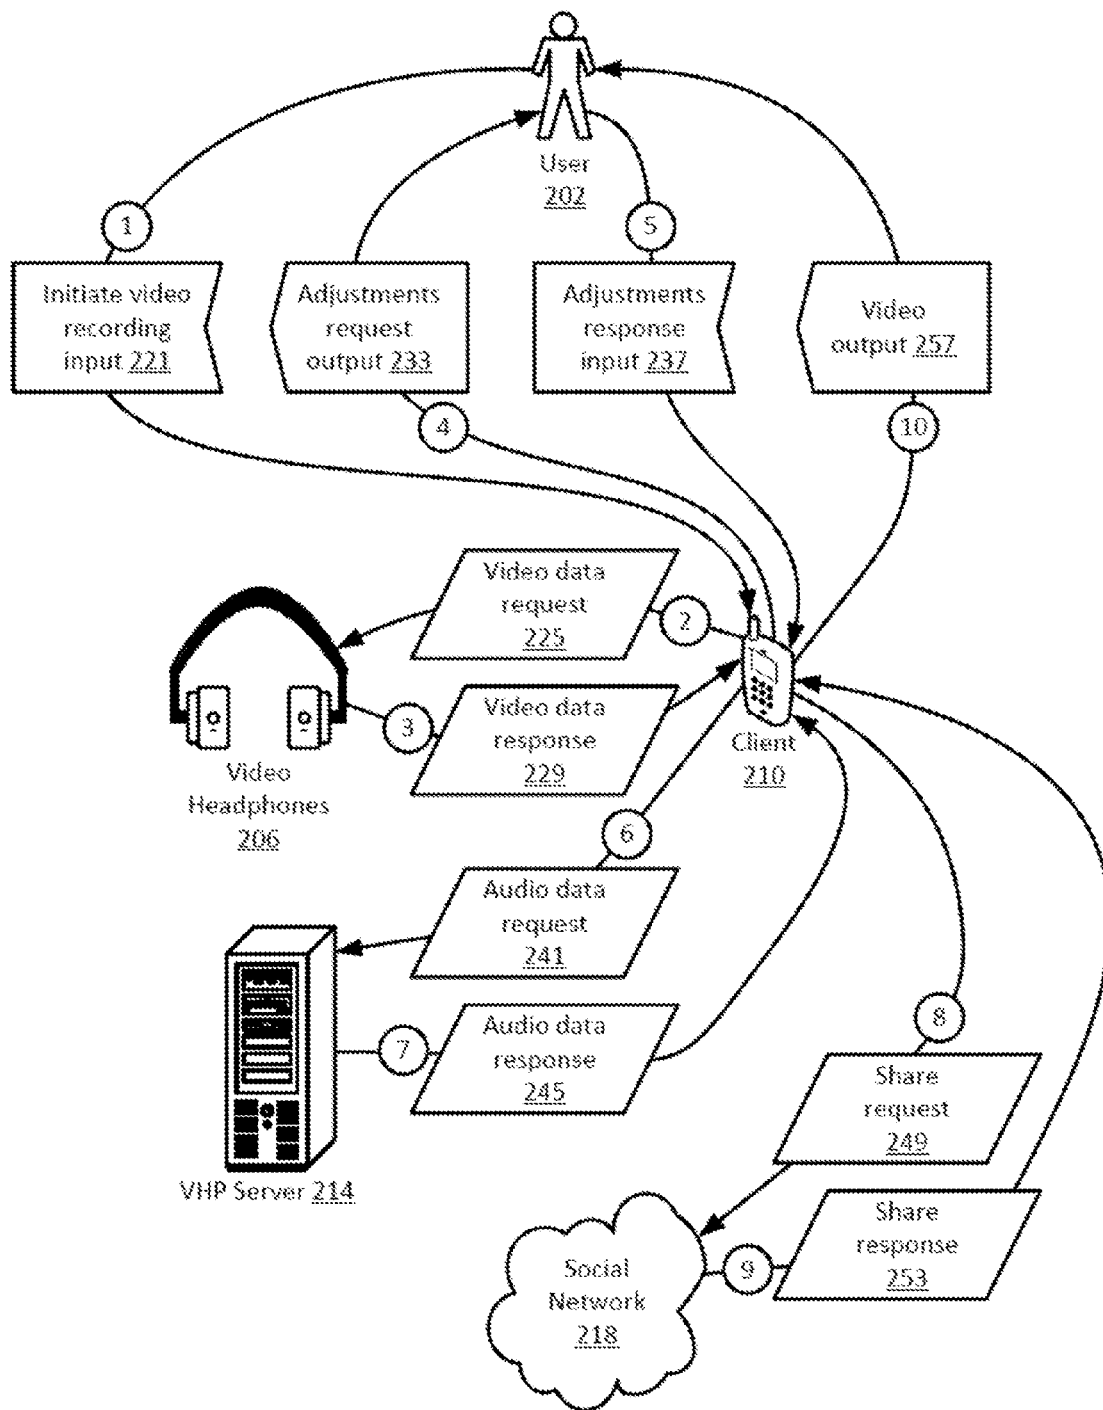 User
202
1
5
Initiate video
recording
input 221
Adjustments
request
output 233
Adjustments
response
input 237
Video
output 257
4
10
Video data
request
225
2
Video data
response
229
3
Client
210
Video
Headphones
206
6
Audio data
request
241
7
Audio data
response
245
8
Share
request
249
VHP Server 214
Share
response
253
9
Social
Network
218